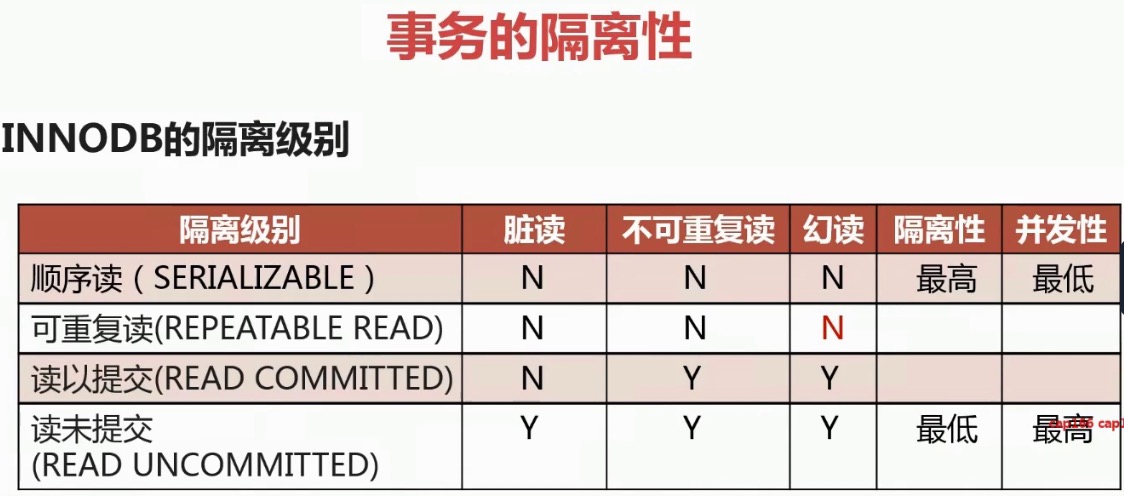 事务的隔离性
INNODB的隔离级别
隔离级别 脏读 不可重复读 幻读 隔离性 并发性
顺序读（SERIALIZABLE） N N N 最高 最低
可重复读(REPEATABLE READ) N N N
读以提交(READ COMMITTED) N Y Y
读未提交 Y Y Y 最低 最高
(READ UNCOMMITTED)